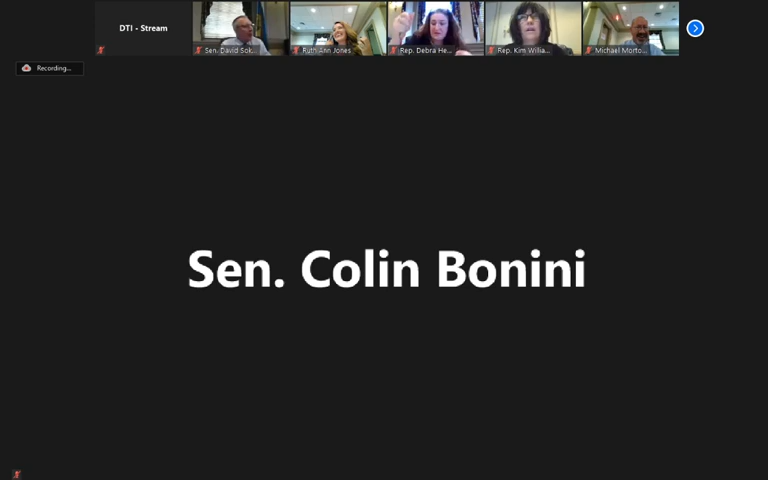 DTI - Stream
Sen. David Sok...
Ruth Ann Jones
Rep. Debra He...
Rep. Kim Willia...
Michael Morto...
Recording...
Sen. Colin Bonini